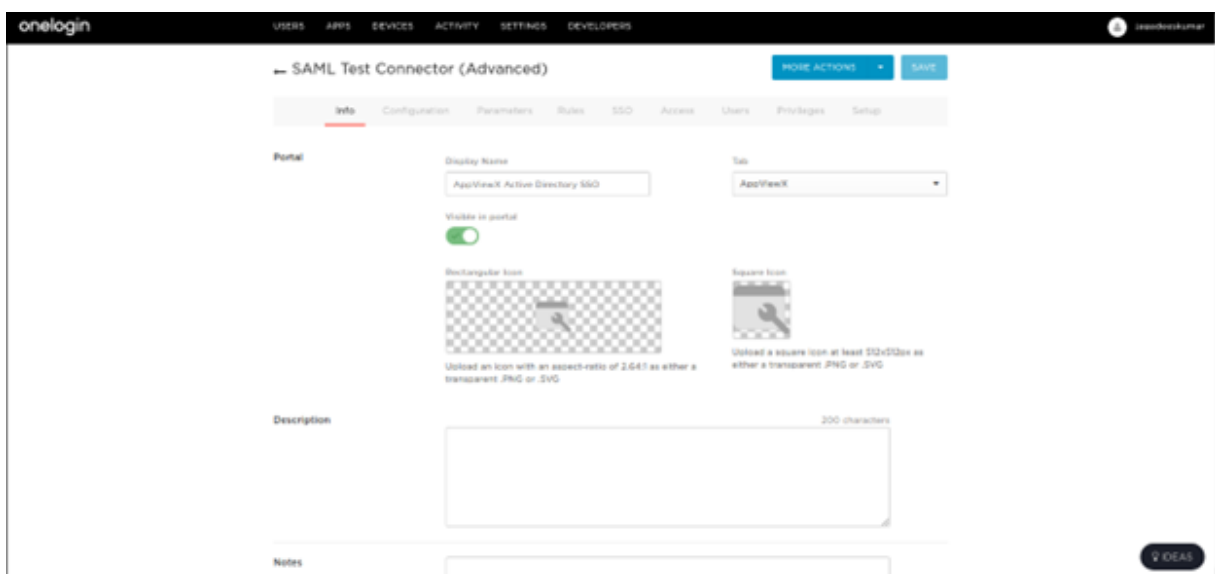 onelogin
USERS APPS DEVICES ACTIVITY SETTINGS DEVELOPERS
← SAML Test Connector (Advanced)
MORE ACTIONS
SAVE
Info Configuration Parameters Rules SSO Access Users Privileges Setup
Portal
Display Name
Tab
AppViewX Active Directory SSO
AppViewX
Visible in portal
Rectangular Icon
Square Icon
Upload an icon with an aspect-ratio of 2.64:1 as either a
transparent .PNG or .SVG
Upload a square icon at least 512x512px as
either a transparent .PNG or .SVG
Description
200 characters
Notes
IDEAS